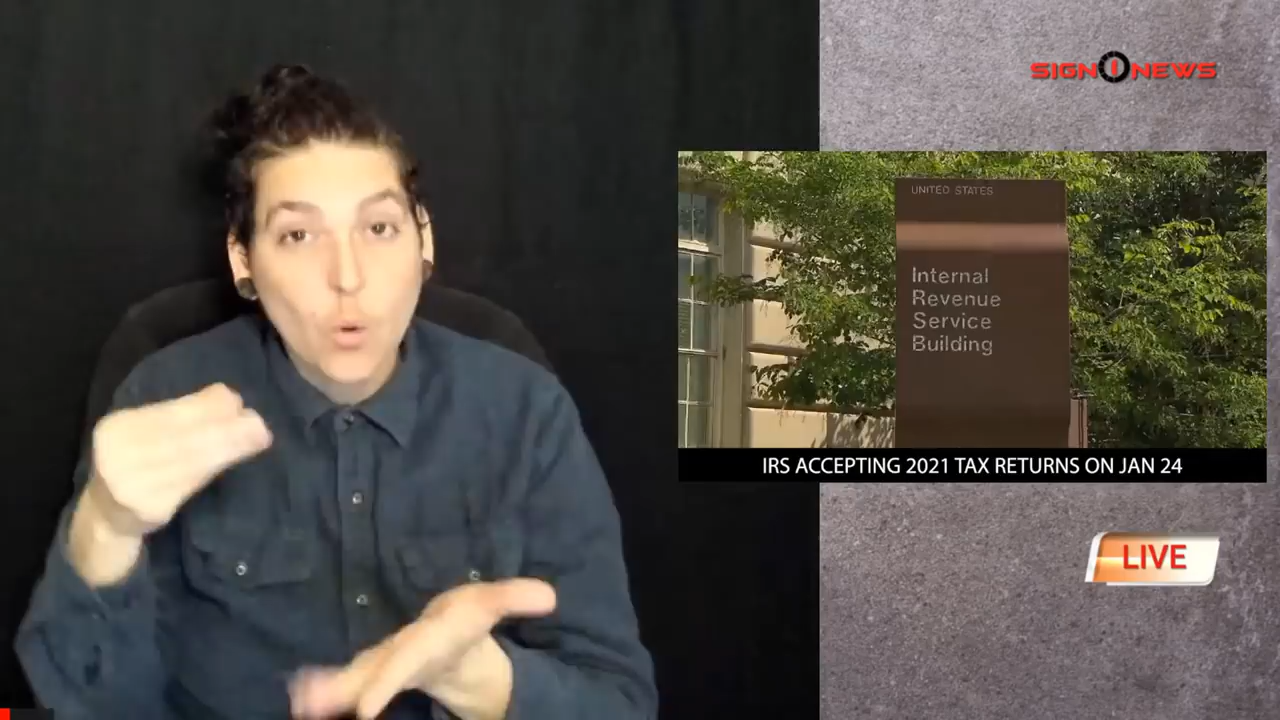 SIGN1NEWS
UNITED STATES
Internal
Revenue
Service
Building
IRS ACCEPTING 2021 TAX RETURNS ON JAN 24
LIVE